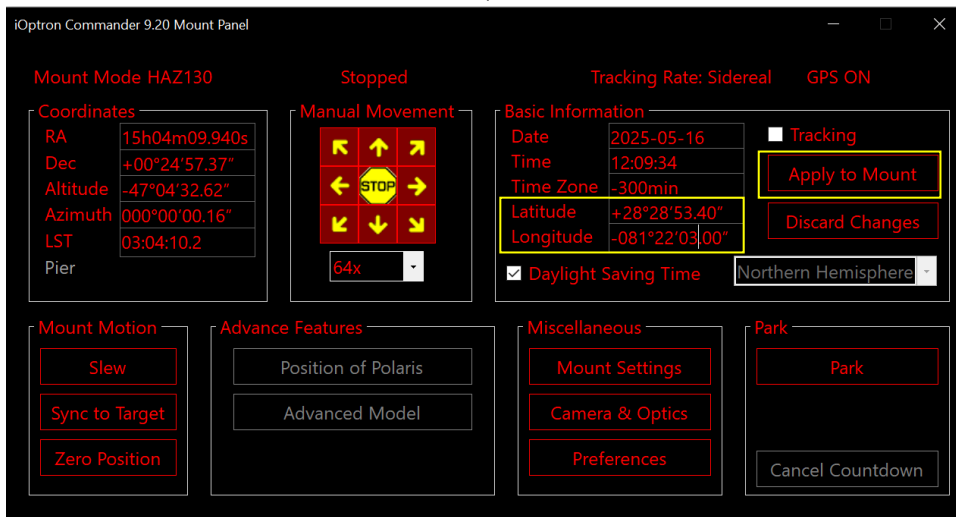 iOptron Commander 9.20 Mount Panel
Mount Mode HAZ130 Stopped Tracking Rate: Sidereal GPS ON
Coordinates
RA 15h04m09.940s
Dec +00°24'57.37"
Altitude -47°04'32.62"
Azimuth 000°00'00.16"
LST 03:04:10.2
Pier
Manual Movement
STOP
64x
Basic Information
Date 2025-05-16
Time 12:09:34
Time Zone -300min
Latitude +28°28'53.40"
Longitude -081°22'03.00"
Daylight Saving Time
Tracking
Apply to Mount
Discard Changes
Northern Hemisphere
Mount Motion
Slew
Sync to Target
Zero Position
Advance Features
Position of Polaris
Advanced Model
Miscellaneous
Mount Settings
Camera & Optics
Preferences
Park
Park
Cancel Countdown